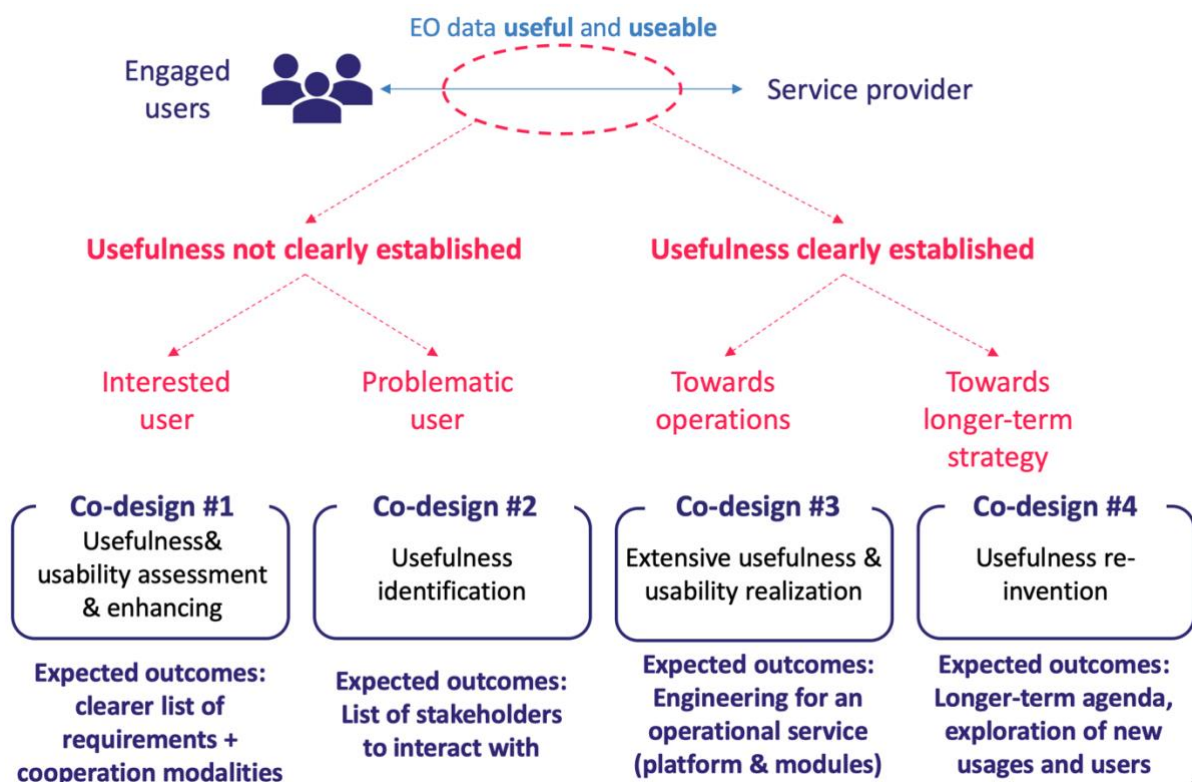 EO data useful and useable
Engaged
users
Service provider
Usefulness not clearly established
Usefulness clearly established
Interested
user
Problematic
user
Towards
operations
Towards
longer-term
strategy
Co-design #1
Usefulness&
usability assessment
& enhancing
Co-design #2
Usefulness
identification
Co-design #3
Extensive usefulness &
usability realization
Co-design #4
Usefulness re-
invention
Expected outcomes:
clearer list of
requirements +
cooperation modalities
Expected outcomes:
List of stakeholders
to interact with
Expected outcomes:
Engineering for an
operational service
(platform & modules)
Expected outcomes:
Longer-term agenda,
exploration of new
usages and users